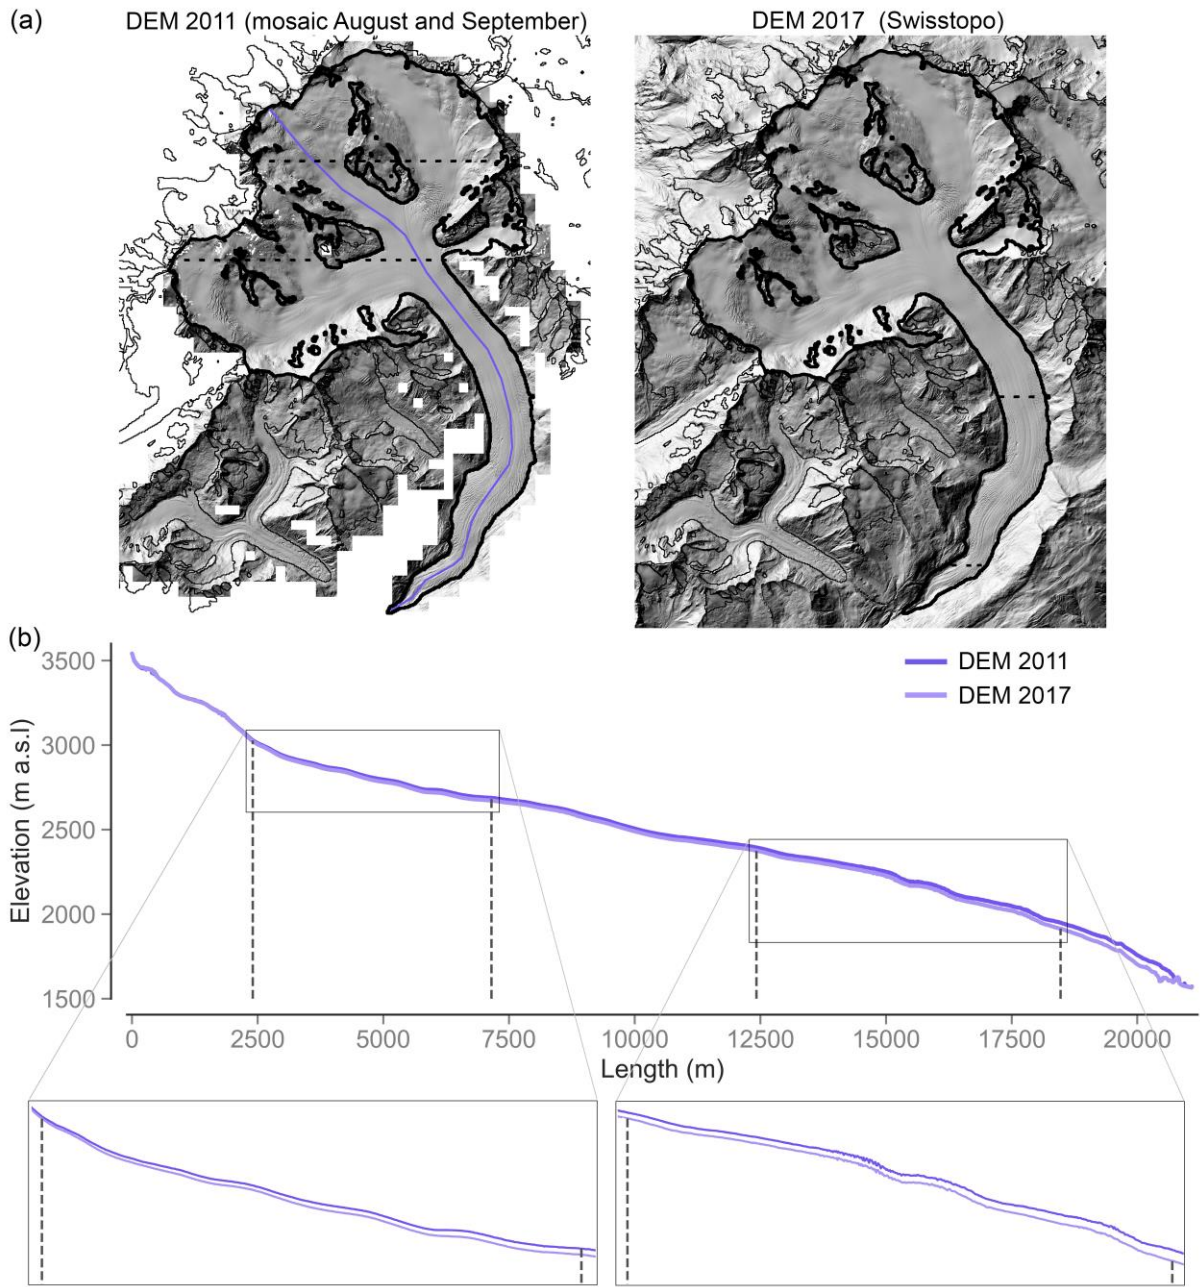 (a)
DEM 2011 (mosaic August and September)
DEM 2017 (Swisstopo)
(b)
DEM 2011
DEM 2017
Elevation (m a.s.l)
3500
3000
2500
2000
1500
0 2500 5000 7500 10000 12500 15000 17500 20000
Length (m)